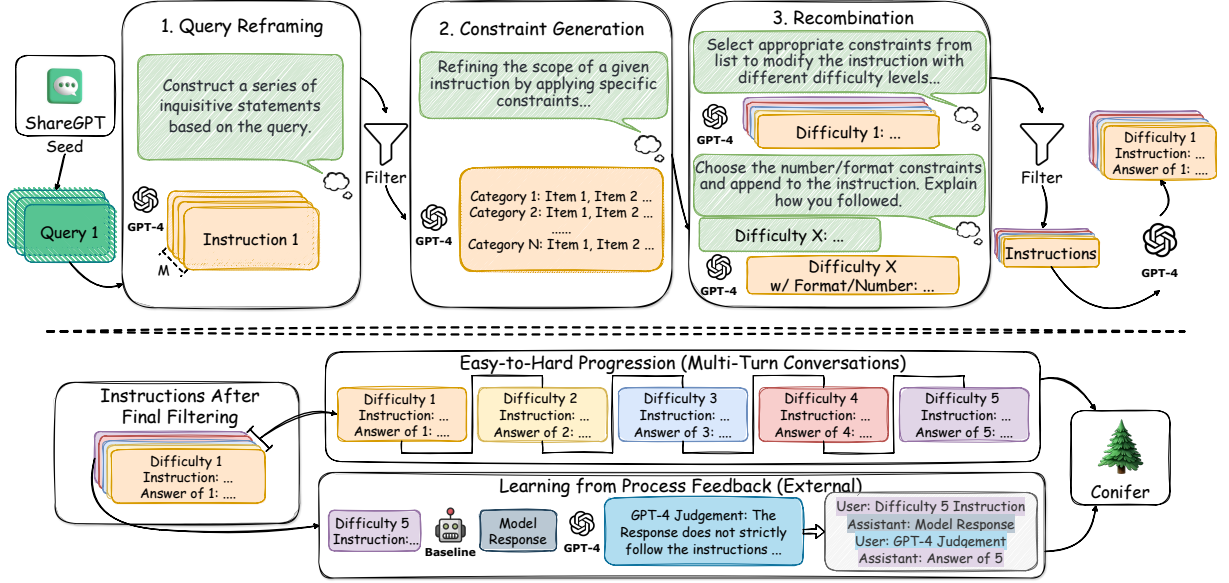 ShareGPT
Seed
Query 1
1. Query Reframing
Construct a series of
inquisitive statements
based on the query.
GPT-4
Instruction 1
M
Filter
2. Constraint Generation
Refining the scope of a given
instruction by applying specific
constraints...
GPT-4
Category 1: Item 1, Item 2 ...
Category 2: Item 1, Item 2 ...
......
Category N: Item 1, Item 2 ...
3. Recombination
Select appropriate constraints from
list to modify the instruction with
different difficulty levels...
GPT-4
Difficulty 1: ...
Choose the number/format constraints
and append to the instruction. Explain
how you followed.
Difficulty X: ...
GPT-4
Difficulty X
w/ Format/Number: ...
Filter
Instructions
GPT-4
Difficulty 1
Instruction: ...
Answer of 1: ....
Instructions After
Final Filtering
Difficulty 1
Instruction: ...
Answer of 1: ....
Easy-to-Hard Progression (Multi-Turn Conversations)
Difficulty 1
Instruction: ...
Answer of 1: ....
Difficulty 2
Instruction: ...
Answer of 2: ....
Difficulty 3
Instruction: ...
Answer of 3: ....
Difficulty 4
Instruction: ...
Answer of 4: ....
Difficulty 5
Instruction: ...
Answer of 5: ....
Learning from Process Feedback (External)
Difficulty 5
Instruction:...
Baseline
Model
Response
GPT-4
GPT-4 Judgement: The
Response does not strictly
follow the instructions ...
User: Difficulty 5 Instruction
Assistant: Model Response
User: GPT-4 Judgement
Assistant: Answer of 5
Conifer